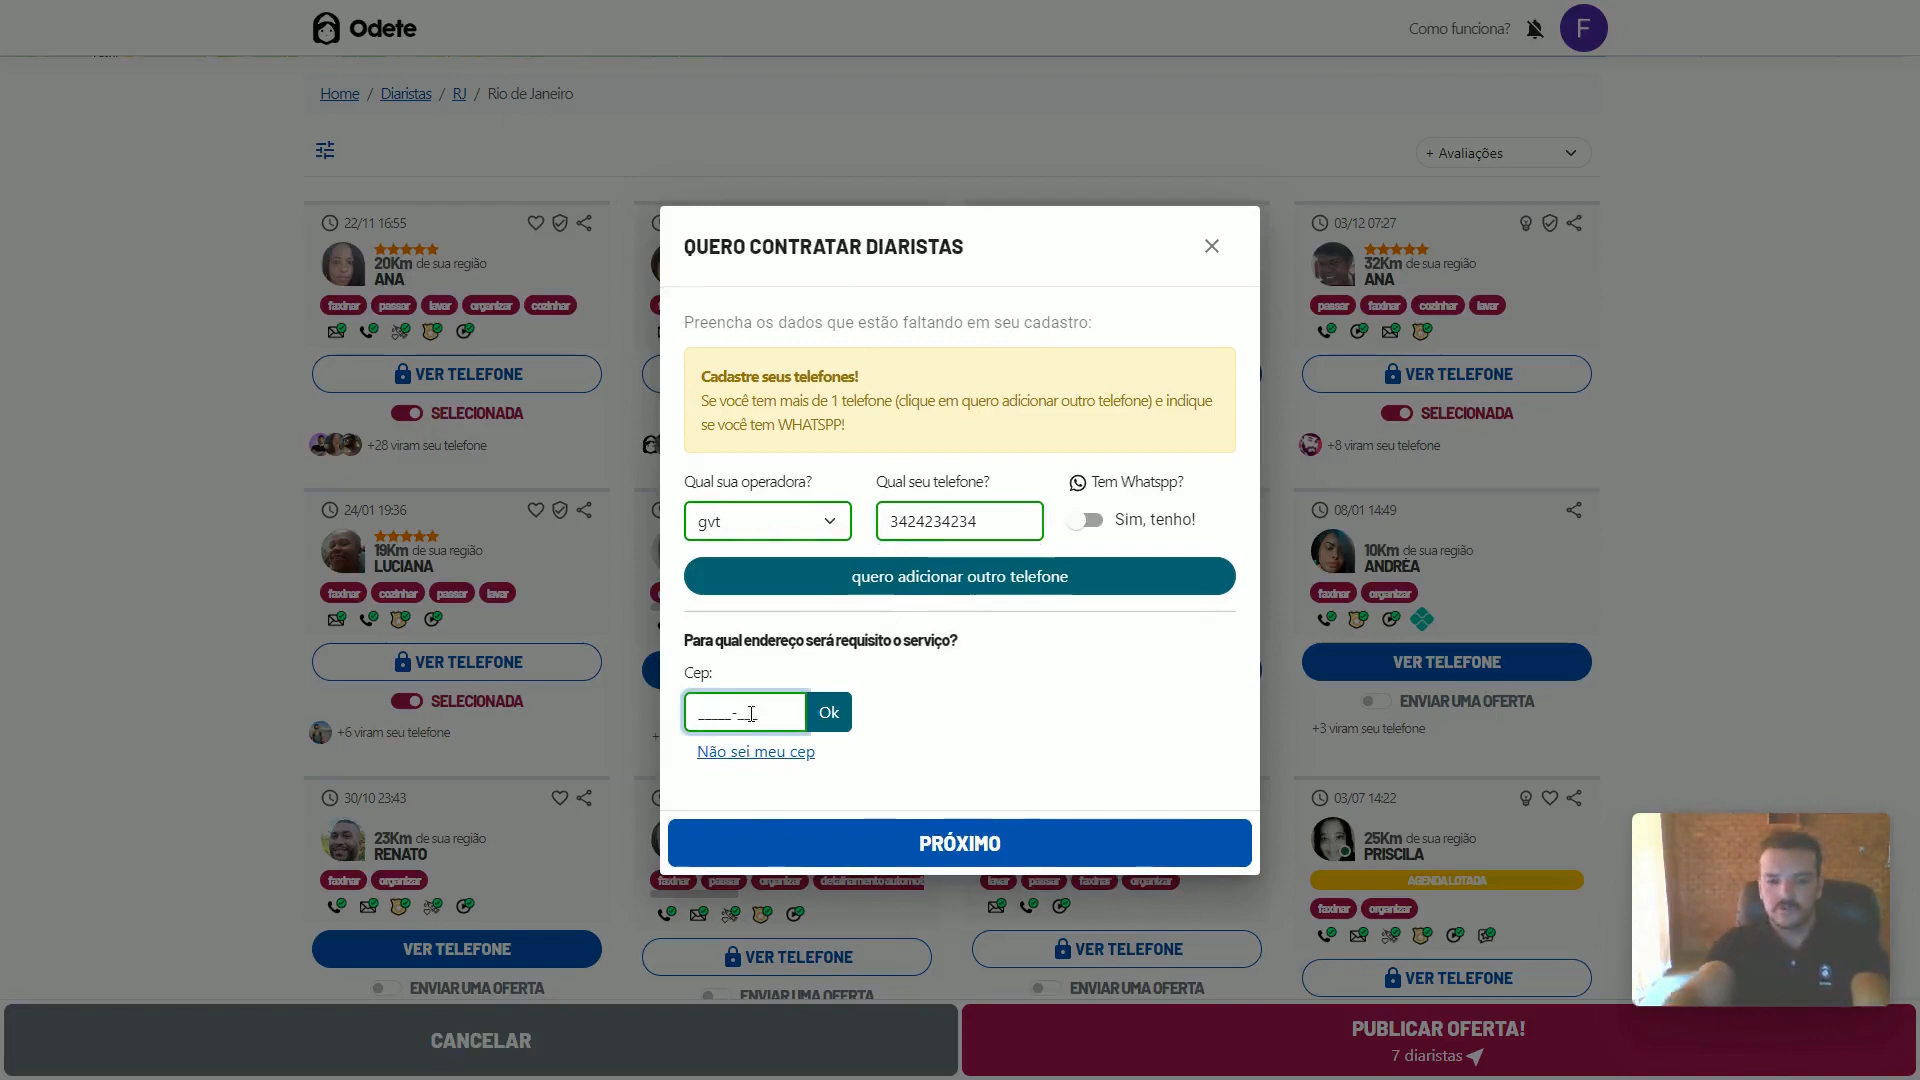 Odete
Como funciona?
F
Home / Diaristas / RJ / Rio de Janeiro
+ Avaliações
22/11 16:55
20Km de sua região
ANA
faxinar passar lavar organizar cozinhar
VER TELEFONE
SELECIONADA
+28 viram seu telefone
03/12 07:27
32Km de sua região
ANA
passar faxinar cozinhar lavar
VER TELEFONE
SELECIONADA
+8 viram seu telefone
QUERO CONTRATAR DIARISTAS
Preencha os dados que estão faltando em seu cadastro:
Cadastre seus telefones!
Se você tem mais de 1 telefone (clique em quero adicionar outro telefone) e indique
se você tem WHATSPP!
Qual sua operadora?
gvt
Qual seu telefone?
3424234234
Tem Whatspp?
Sim, tenho!
quero adicionar outro telefone
Para qual endereço será requisito o serviço?
Cep:
_____-___
Ok
Não sei meu cep
PRÓXIMO
24/01 19:36
19Km de sua região
LUCIANA
faxinar cozinhar passar lavar
VER TELEFONE
SELECIONADA
+6 viram seu telefone
08/01 14:49
10Km de sua região
ANDRÉA
faxinar organizar
VER TELEFONE
ENVIAR UMA OFERTA
+3 viram seu telefone
30/10 23:43
23Km de sua região
RENATO
faxinar organizar
VER TELEFONE
ENVIAR UMA OFERTA
faxinar passar organizar
VER TELEFONE
ENVIAR UMA OFERTA
lavar passar faxinar organizar
VER TELEFONE
ENVIAR UMA OFERTA
03/07 14:22
25Km de sua região
PRISCILA
AGENDA LOTADA
faxinar organizar
VER TELEFONE
CANCELAR
PUBLICAR OFERTA!
7 diaristas